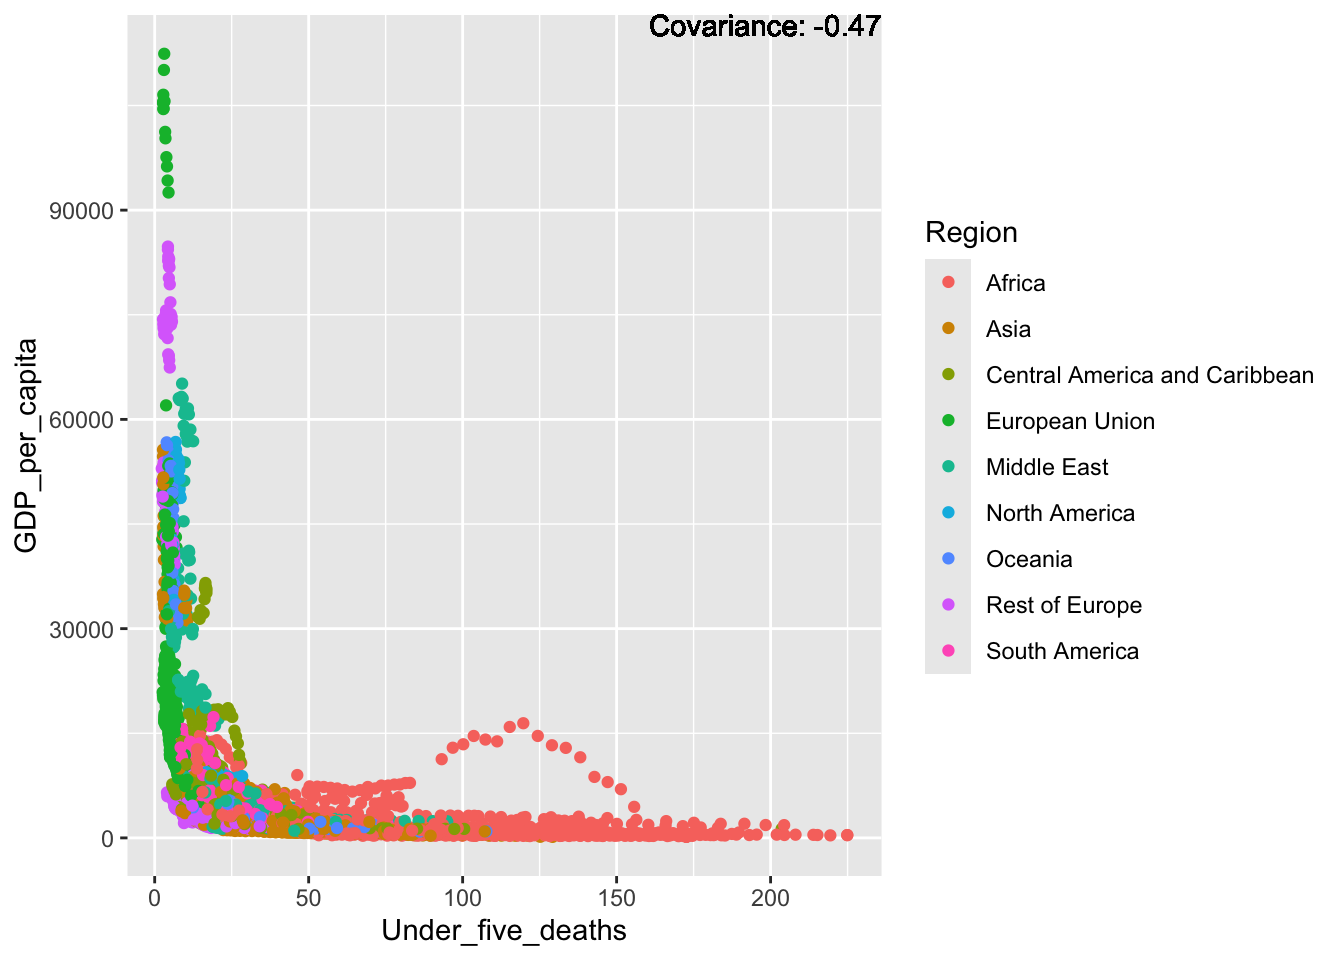 Covariance: -0.47
90000
60000
30000
0
GDP_per_capita
0
50
100
150
200
Under_five_deaths
Region
Africa
Asia
Central America and Caribbean
European Union
Middle East
North America
Oceania
Rest of Europe
South America